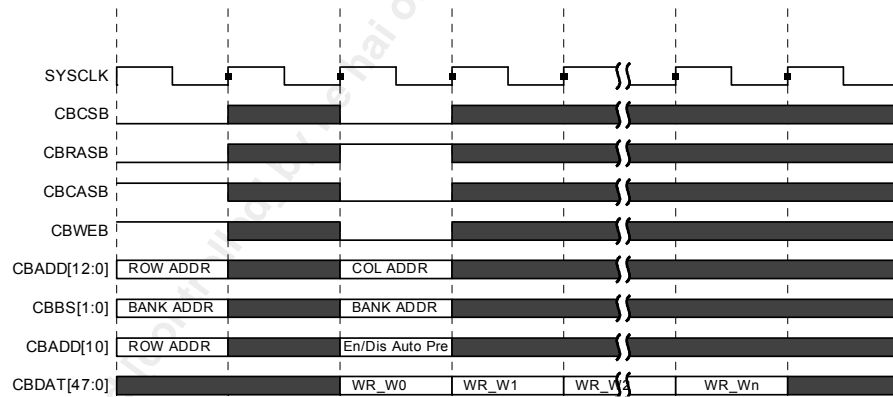 SYSCLK
CBCSB
CBRASB
CBCASB
CBWEB
CBADD[12:0] ROW ADDR COL ADDR
CBBS[1:0] BANK ADDR BANK ADDR
CBADD[10] ROW ADDR En/Dis Auto Pre
CBDAT[47:0] WR_W0 WR_W1 WR_W2 WR_Wn